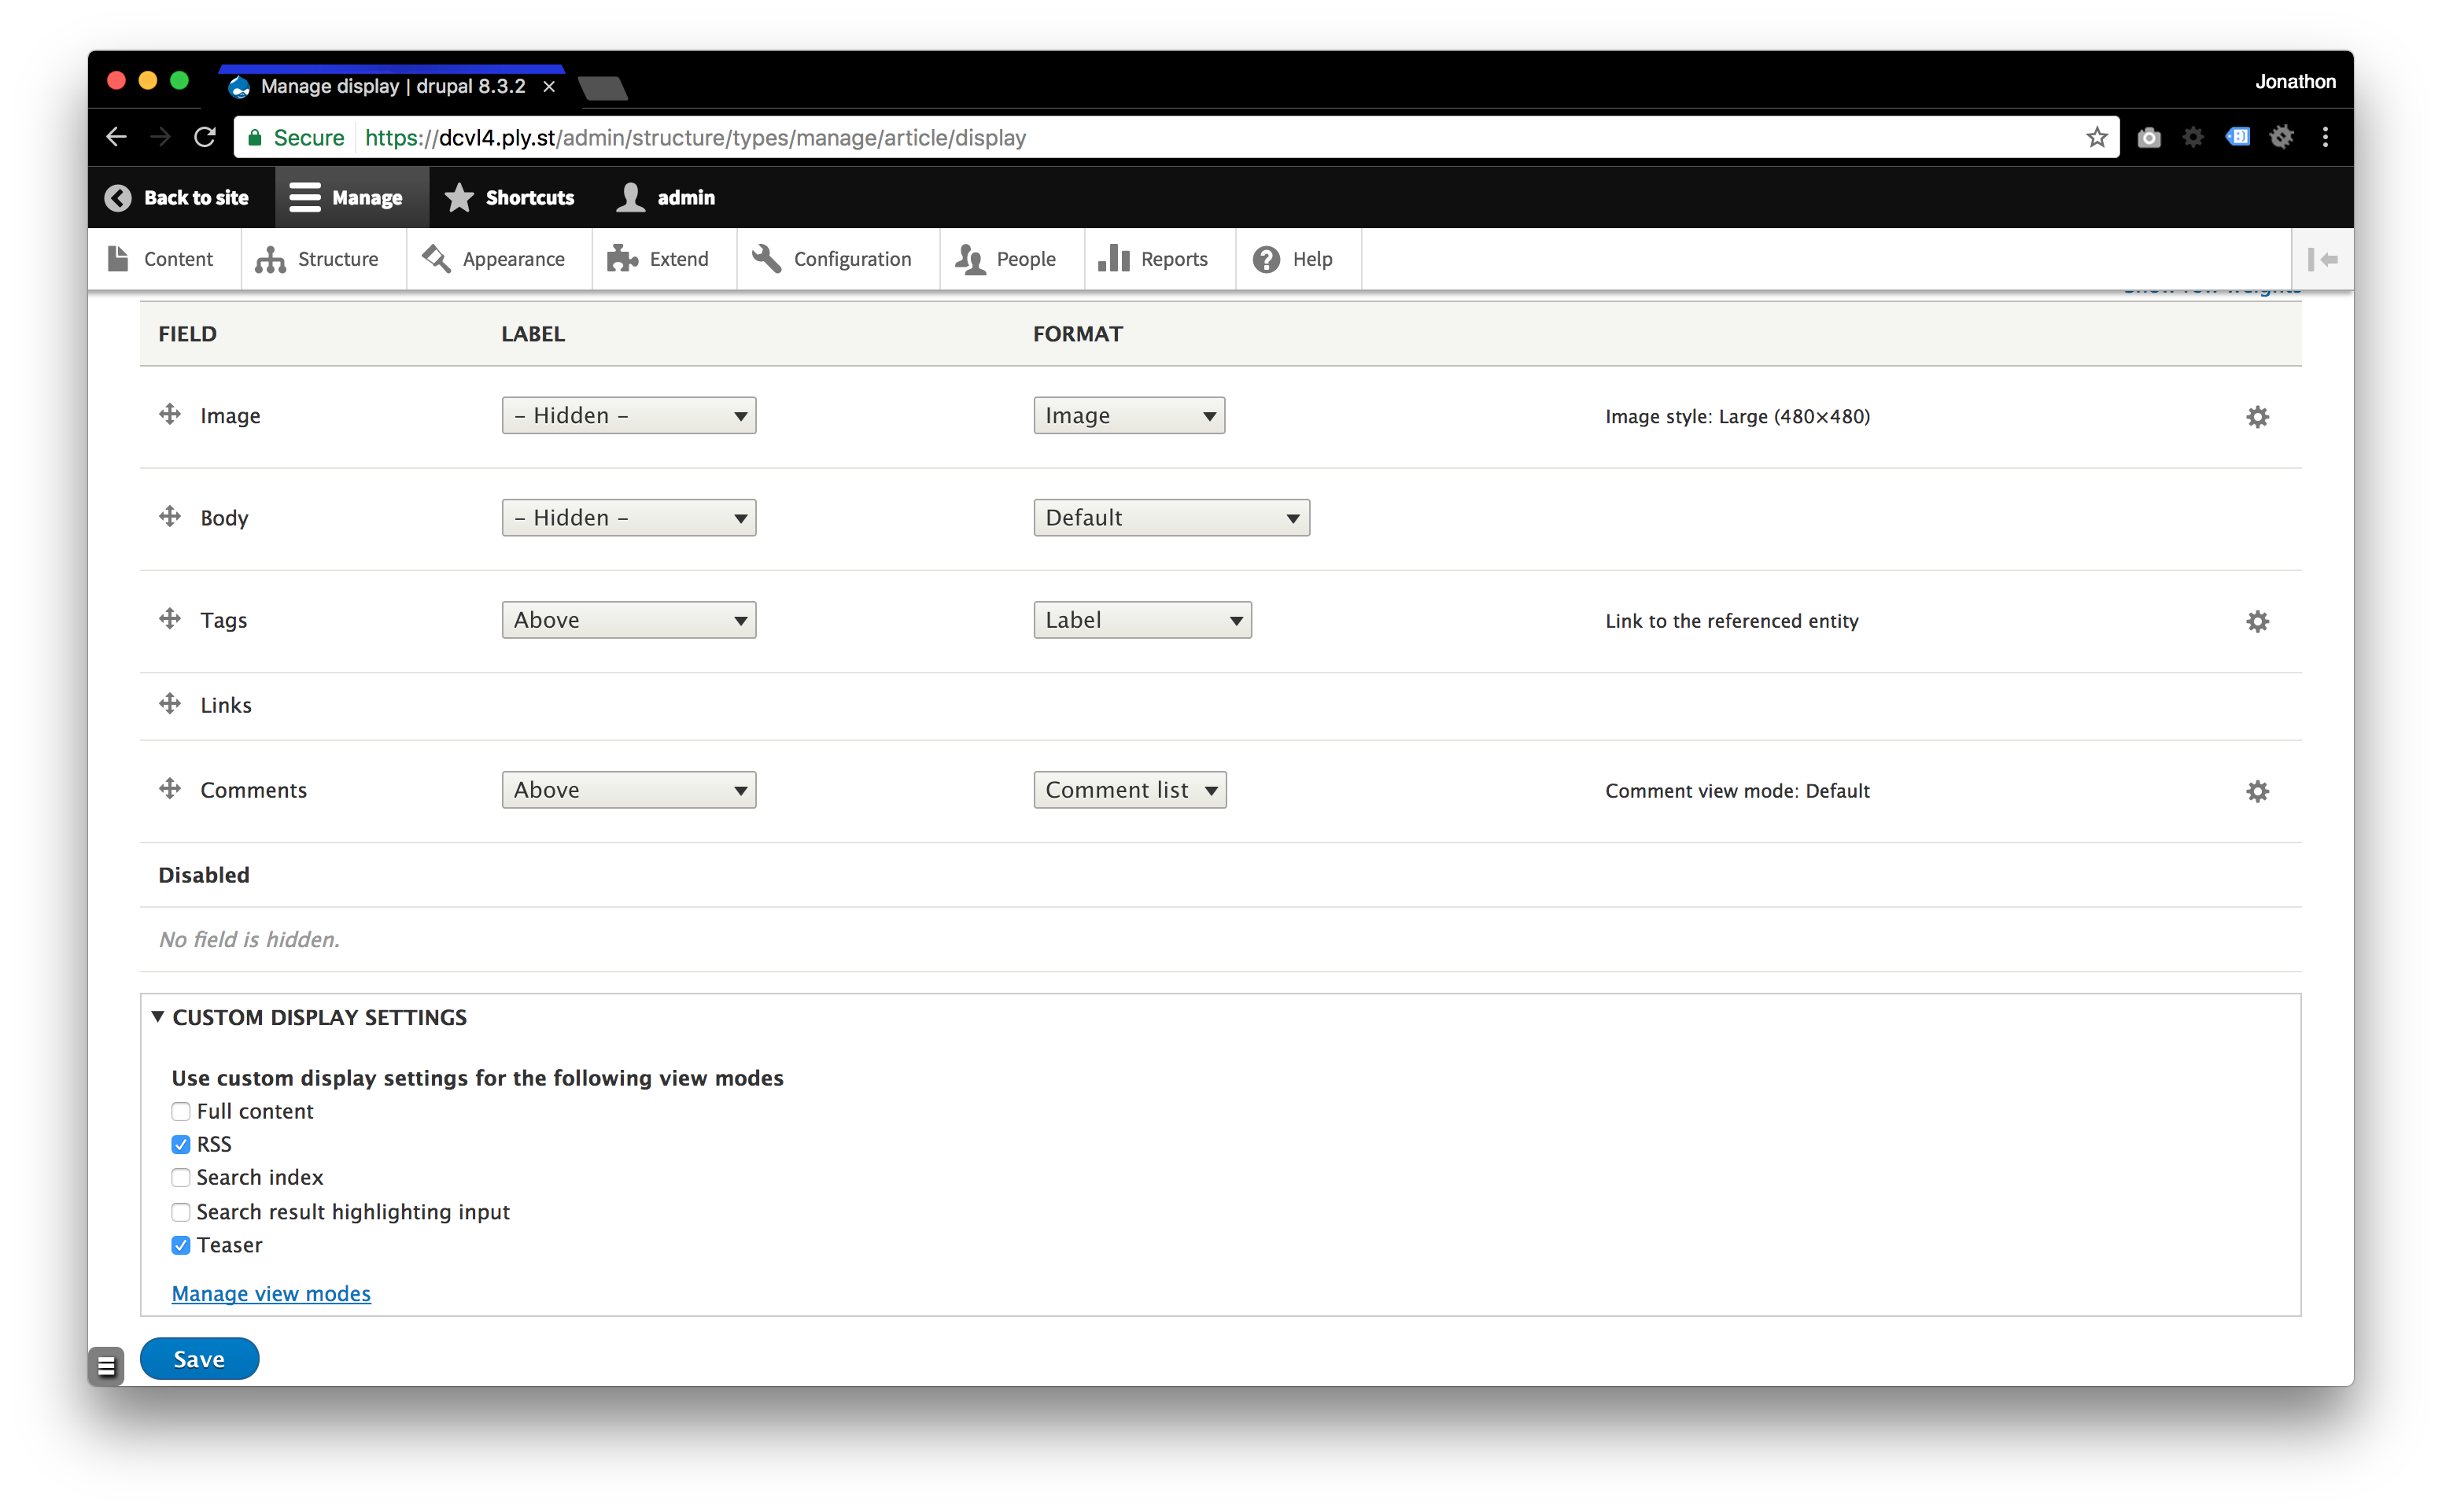 Manage display | drupal 8.3.2
Jonathon
Secure https://dcvl4.ply.st/admin/structure/types/manage/article/display
Back to site Manage Shortcuts admin
Content Structure Appearance Extend Configuration People Reports Help
Show row weights
FIELD LABEL FORMAT
Image – Hidden – Image Image style: Large (480×480)
Body – Hidden – Default
Tags Above Label Link to the referenced entity
Links
Comments Above Comment list Comment view mode: Default
Disabled
No field is hidden.
CUSTOM DISPLAY SETTINGS
Use custom display settings for the following view modes
Full content
RSS
Search index
Search result highlighting input
Teaser
Manage view modes
Save